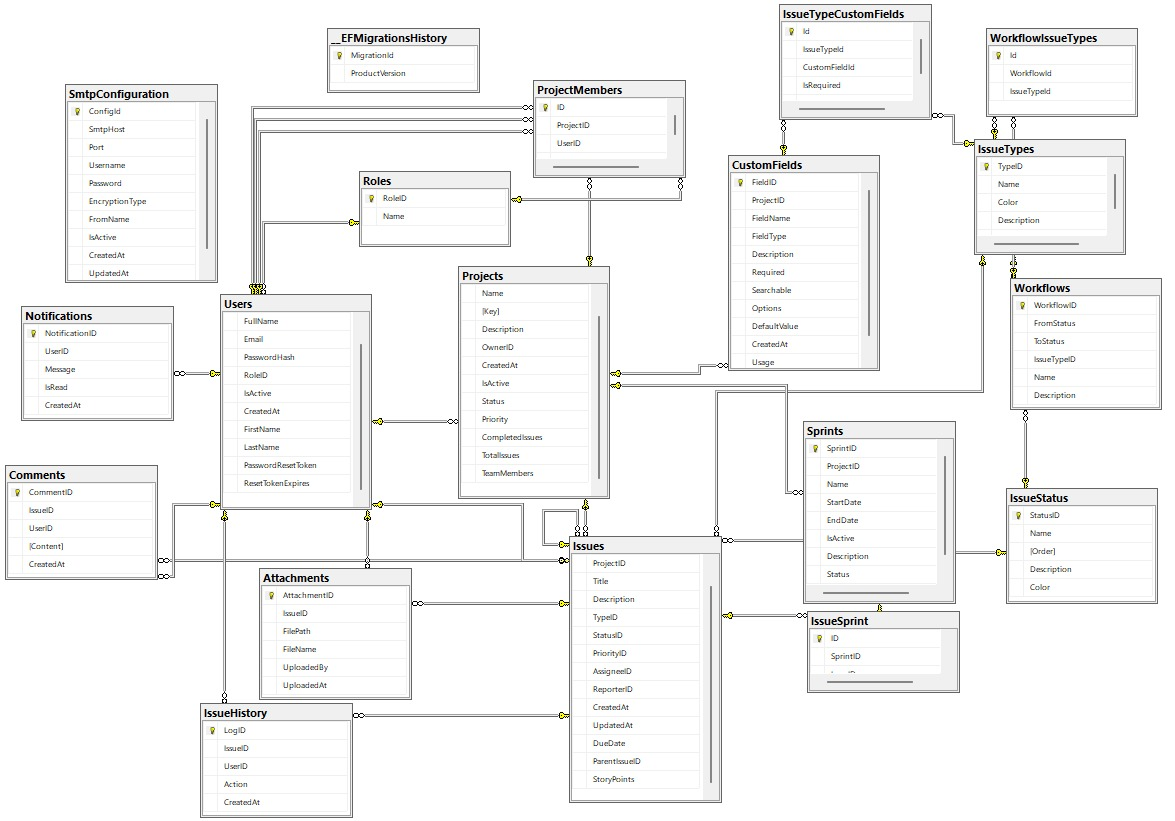 IssueTypeCustomFields
Id
IssueTypeId
CustomFieldId
IsRequired
__EFMigrationsHistory
MigrationId
ProductVersion
WorkflowIssueTypes
Id
WorkflowId
IssueTypeId
SmtpConfiguration
ConfigId
SmtpHost
Port
Username
Password
EncryptionType
FromName
IsActive
CreatedAt
UpdatedAt
ProjectMembers
ID
ProjectID
UserID
IssueTypes
TypeID
Name
Color
Description
CustomFields
FieldID
ProjectID
FieldName
FieldType
Description
Required
Searchable
Options
DefaultValue
CreatedAt
Usage
Roles
RoleID
Name
Projects
Name
[Key]
Description
OwnerID
CreatedAt
IsActive
Status
Priority
CompletedIssues
TotalIssues
TeamMembers
Workflows
WorkflowID
FromStatus
ToStatus
IssueTypeID
Name
Description
Users
FullName
Email
PasswordHash
RoleID
IsActive
CreatedAt
FirstName
LastName
PasswordResetToken
ResetTokenExpires
Notifications
NotificationID
UserID
Message
IsRead
CreatedAt
Sprints
SprintID
ProjectID
Name
StartDate
EndDate
IsActive
Description
Status
Comments
CommentID
IssueID
UserID
[Content]
CreatedAt
IssueStatus
StatusID
Name
[Order]
Description
Color
Issues
ProjectID
Title
Description
TypeID
StatusID
PriorityID
AssigneeID
ReporterID
CreatedAt
UpdatedAt
DueDate
ParentIssueID
StoryPoints
Attachments
AttachmentID
IssueID
FilePath
FileName
UploadedBy
UploadedAt
IssueSprint
ID
SprintID
IssueHistory
LogID
IssueID
UserID
Action
CreatedAt